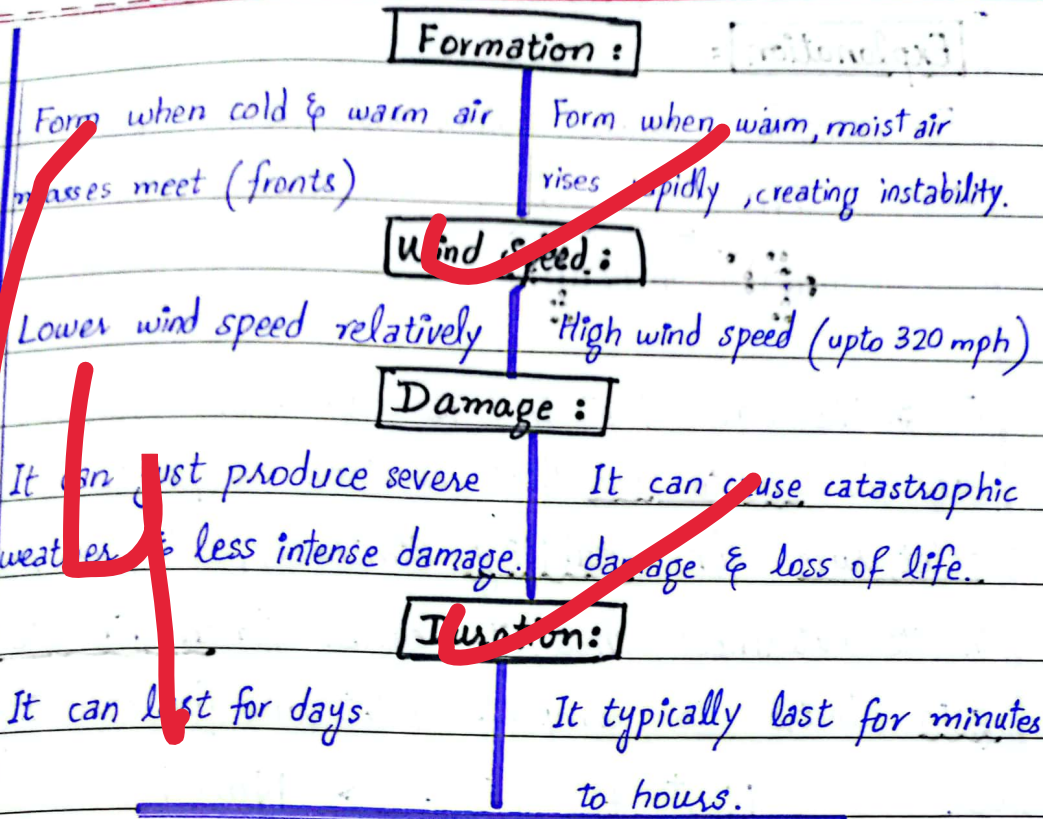 Formation :
Form when cold & warm air
masses meet (fronts)
Form when warm, moist air
rises rapidly, creating instability.
Wind speed :
Lower wind speed relatively
High wind speed (upto 320 mph)
Damage :
It can just produce severe
weather & less intense damage.
It can cause catastrophic
damage & loss of life.
Duration:
It can last for days
It typically last for minutes
to hours.
4